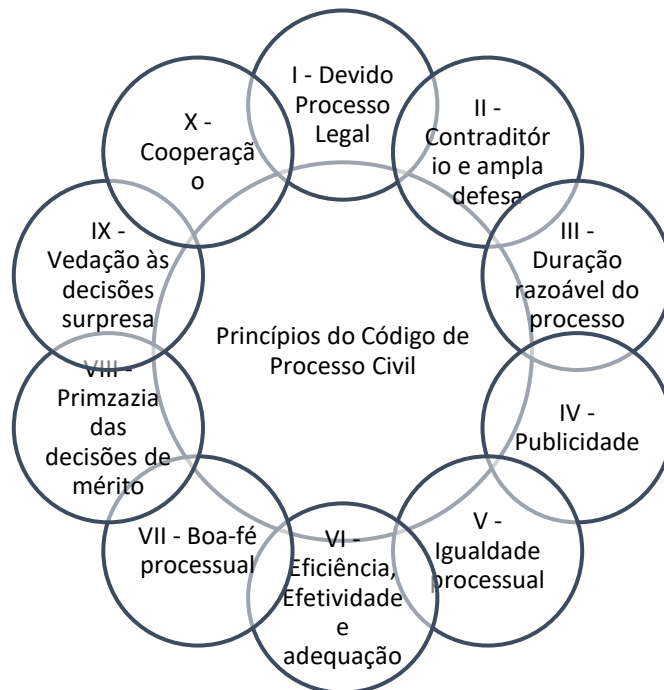 I - Devido
Processo
Legal
II -
Contraditór
io e ampla
defesa
III -
Duração
razoável do
processo
IV -
Publicidade
V -
Igualdade
processual
VI -
Eficiência,
Efetividade
e
adequação
VII - Boa-fé
processual
VIII -
Primzazia
das
decisões de
mérito
IX -
Vedação às
decisões
surpresa
X -
Cooperaçã
o
Princípios do Código de
Processo Civil